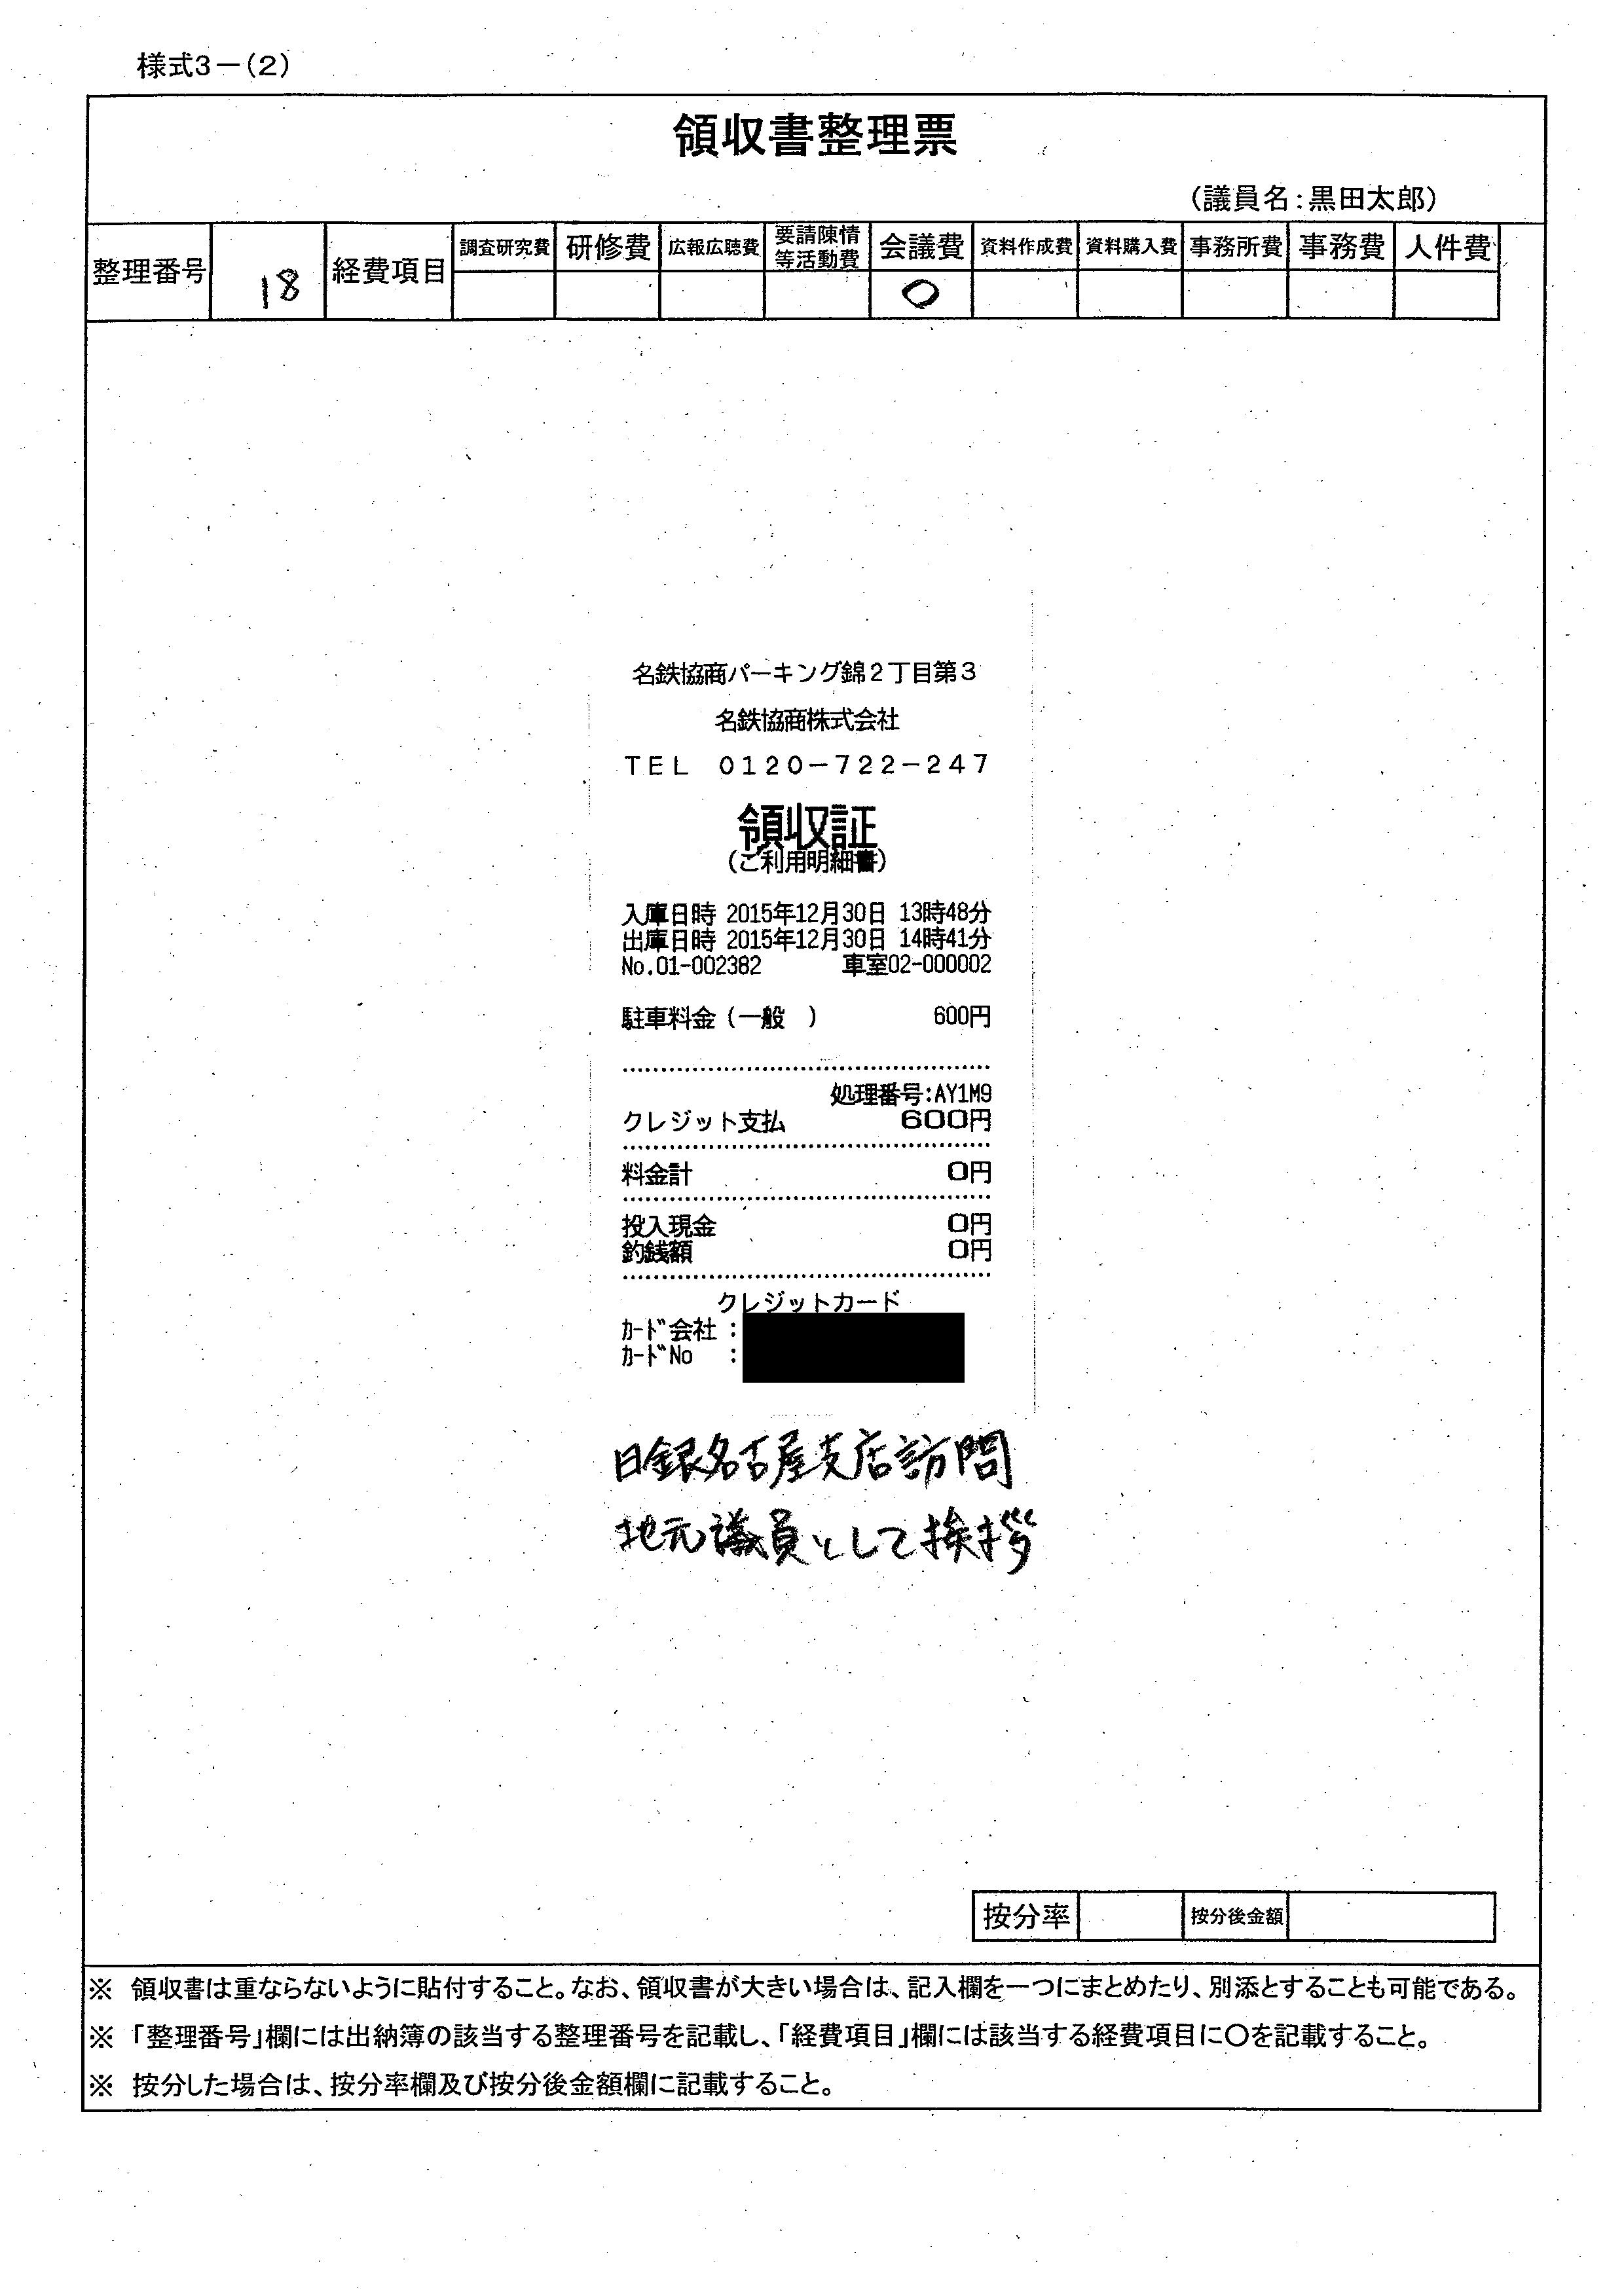 様式3-(2)
領収書整理票
(議員名:黒田太郎)
整理番号 18 経費項目 調査研究費 研修費 広報広聴費 要請陳情等活動費 会議費 資料作成費 資料購入費 事務所費 事務費 人件費
○
名鉄協商パーキング錦2丁目第3
名鉄協商株式会社
TEL 0120-722-247
領収証
(ご利用明細書)
入庫日時 2015年12月30日 13時48分
出庫日時 2015年12月30日 14時41分
No.01-002382 車室02-000002
駐車料金(一般 ) 600円
処理番号:AY1M9
クレジット支払 600円
料金計 0円
投入現金 0円
釣銭額 0円
クレジットカード
ｶｰﾄﾞ会社 :
ｶｰﾄﾞNo :
日銀名古屋支店訪問
地元議員として挨拶
按分率 按分後金額
※ 領収書は重ならないように貼付すること。なお、領収書が大きい場合は、記入欄を一つにまとめたり、別添とすることも可能である。
※ 「整理番号」欄には出納簿の該当する整理番号を記載し、「経費項目」欄には該当する経費項目に○を記載すること。
※ 按分した場合は、按分率欄及び按分後金額欄に記載すること。